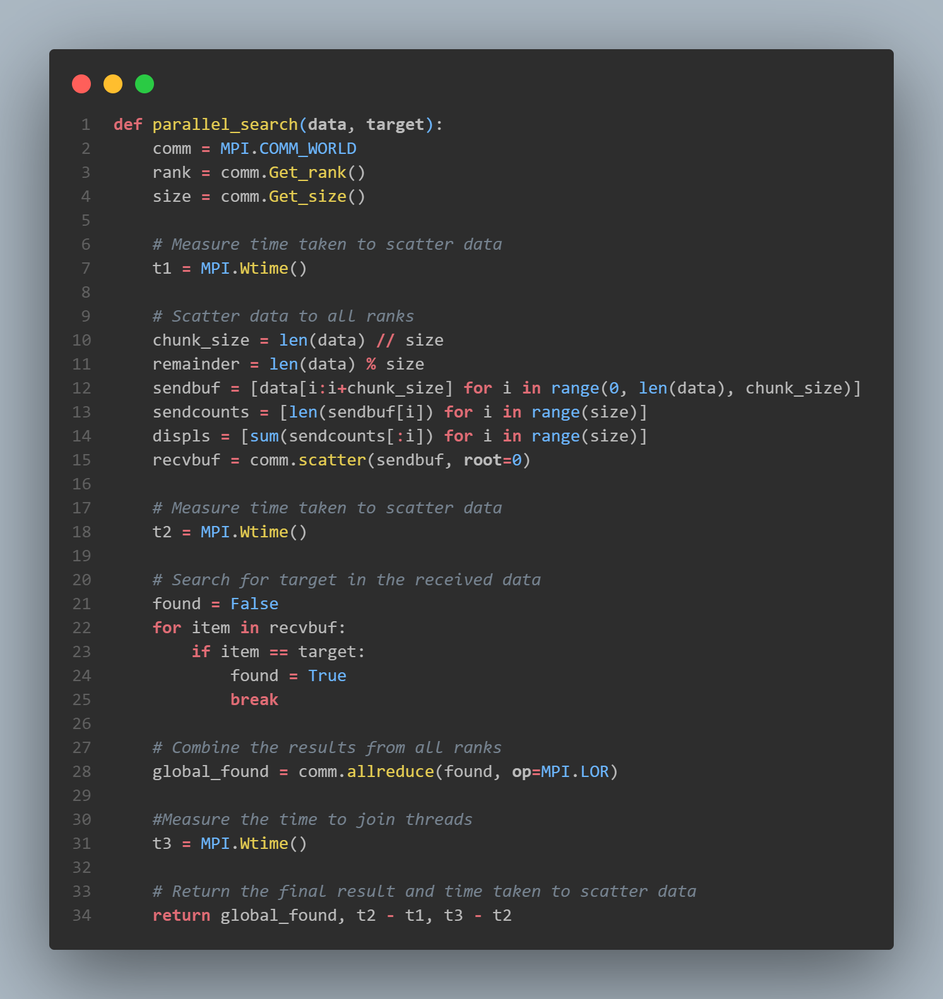 1 def parallel_search(data, target):
2     comm = MPI.COMM_WORLD
3     rank = comm.Get_rank()
4     size = comm.Get_size()
5
6     # Measure time taken to scatter data
7     t1 = MPI.Wtime()
8
9     # Scatter data to all ranks
10     chunk_size = len(data) // size
11     remainder = len(data) % size
12     sendbuf = [data[i:i+chunk_size] for i in range(0, len(data), chunk_size)]
13     sendcounts = [len(sendbuf[i]) for i in range(size)]
14     displs = [sum(sendcounts[:i]) for i in range(size)]
15     recvbuf = comm.scatter(sendbuf, root=0)
16
17     # Measure time taken to scatter data
18     t2 = MPI.Wtime()
19
20     # Search for target in the received data
21     found = False
22     for item in recvbuf:
23         if item == target:
24             found = True
25             break
26
27     # Combine the results from all ranks
28     global_found = comm.allreduce(found, op=MPI.LOR)
29
30     #Measure the time to join threads
31     t3 = MPI.Wtime()
32
33     # Return the final result and time taken to scatter data
34     return global_found, t2 - t1, t3 - t2